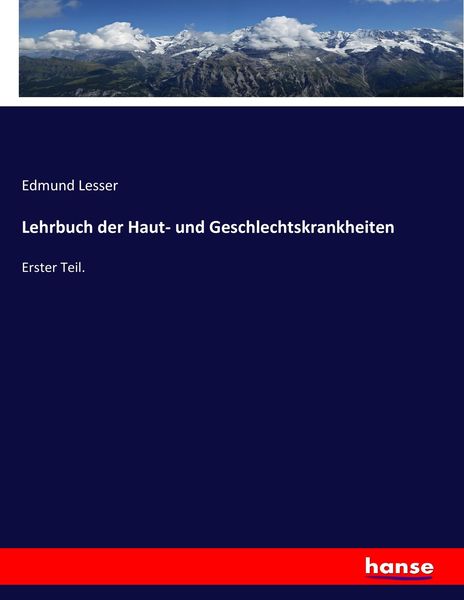 Edmund Lesser
Lehrbuch der Haut- und Geschlechtskrankheiten
Erster Teil.
hanse